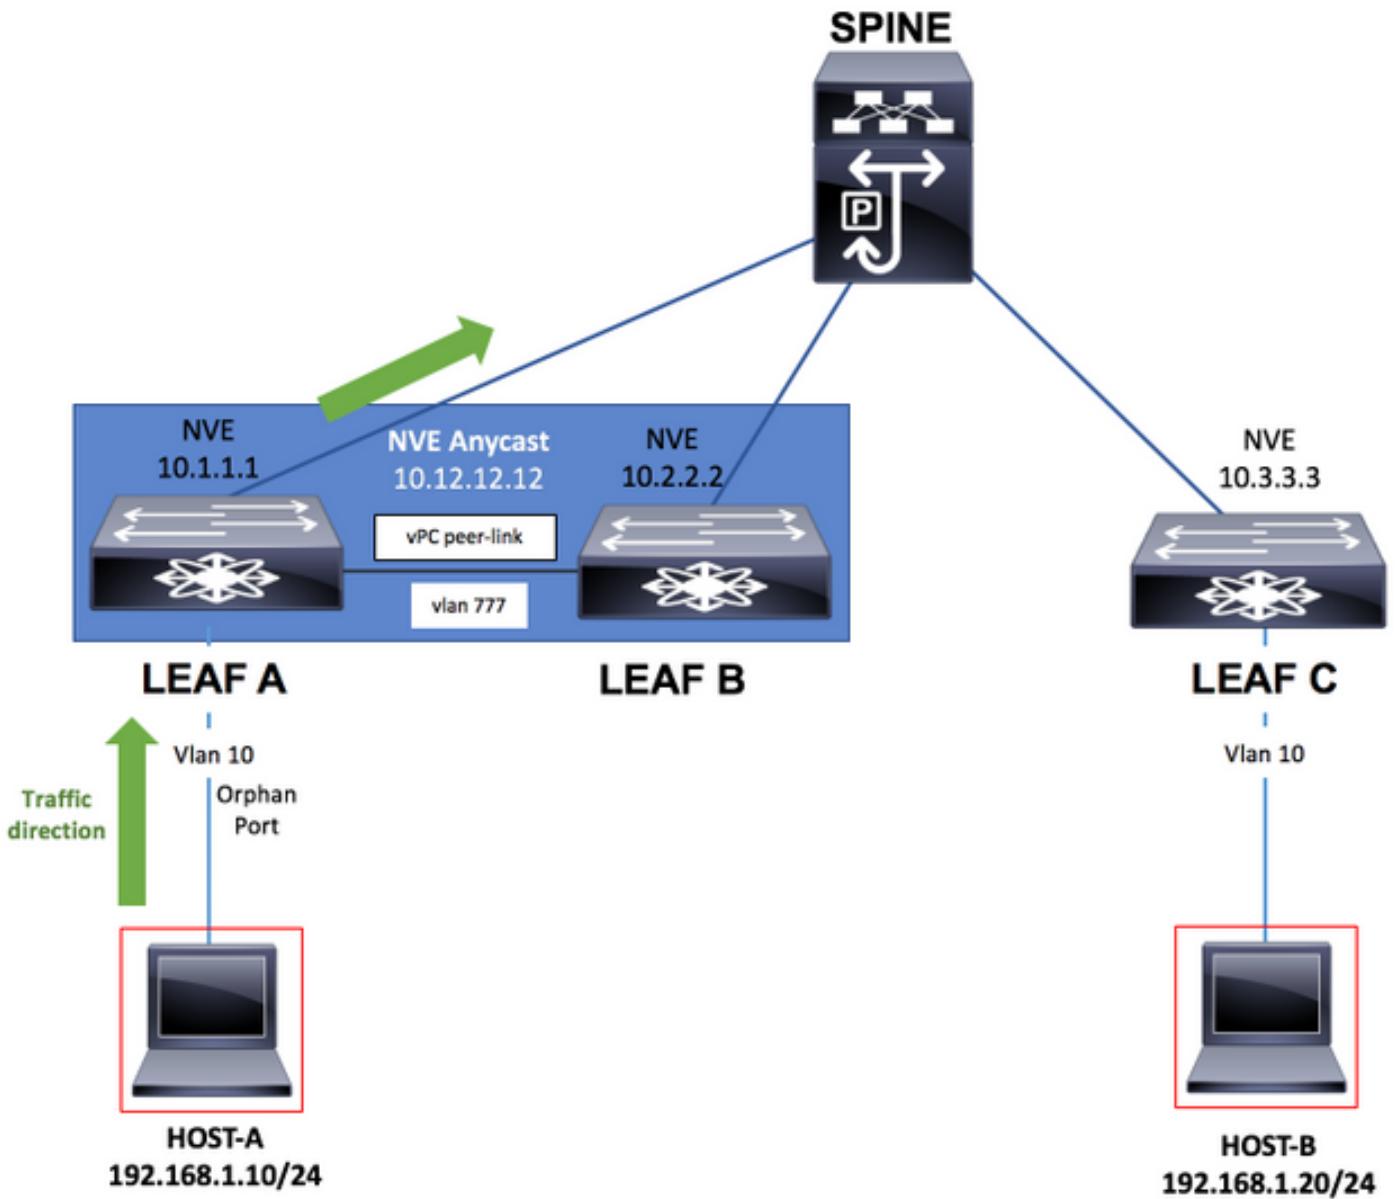 SPINE
P
NVE
10.1.1.1
NVE Anycast
10.12.12.12
NVE
10.2.2.2
NVE
10.3.3.3
vPC peer-link
vlan 777
LEAF A
LEAF B
LEAF C
Vlan 10
Vlan 10
Orphan
Port
Traffic
direction
HOST-A
192.168.1.10/24
HOST-B
192.168.1.20/24